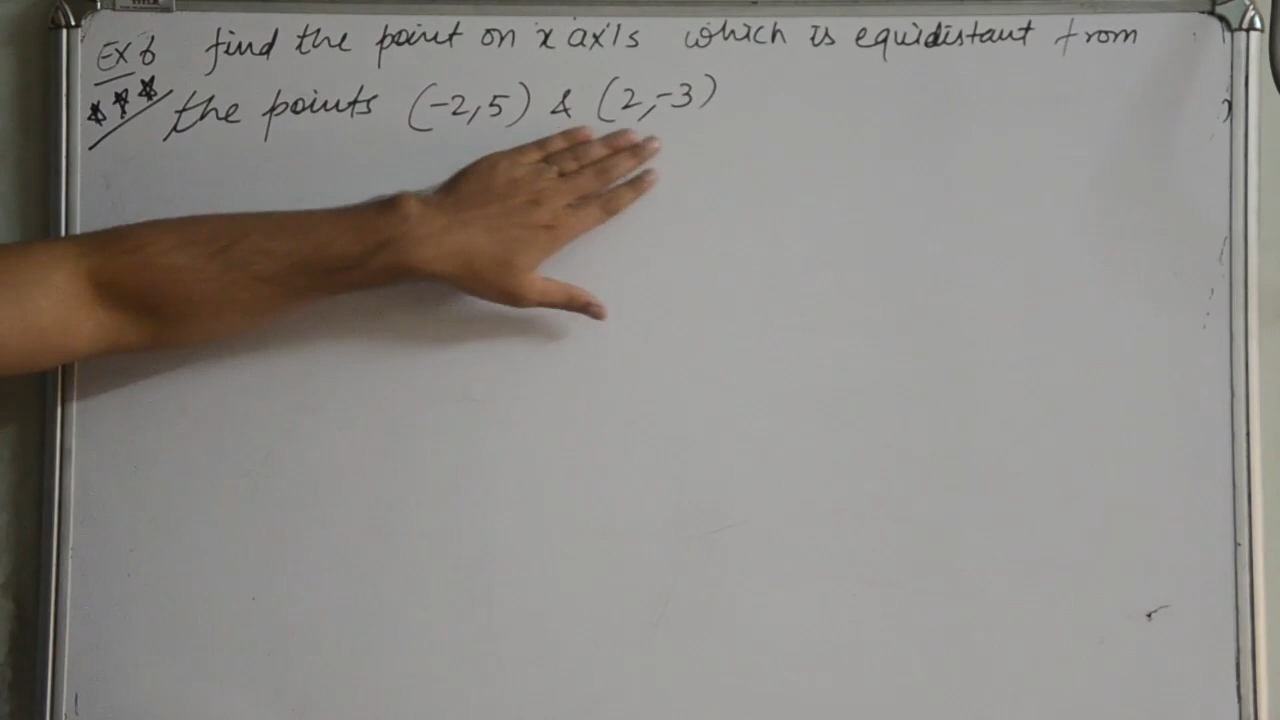 Ex 6 find the point on x axis which is equidistant from
the points (-2,5) & (2,-3)